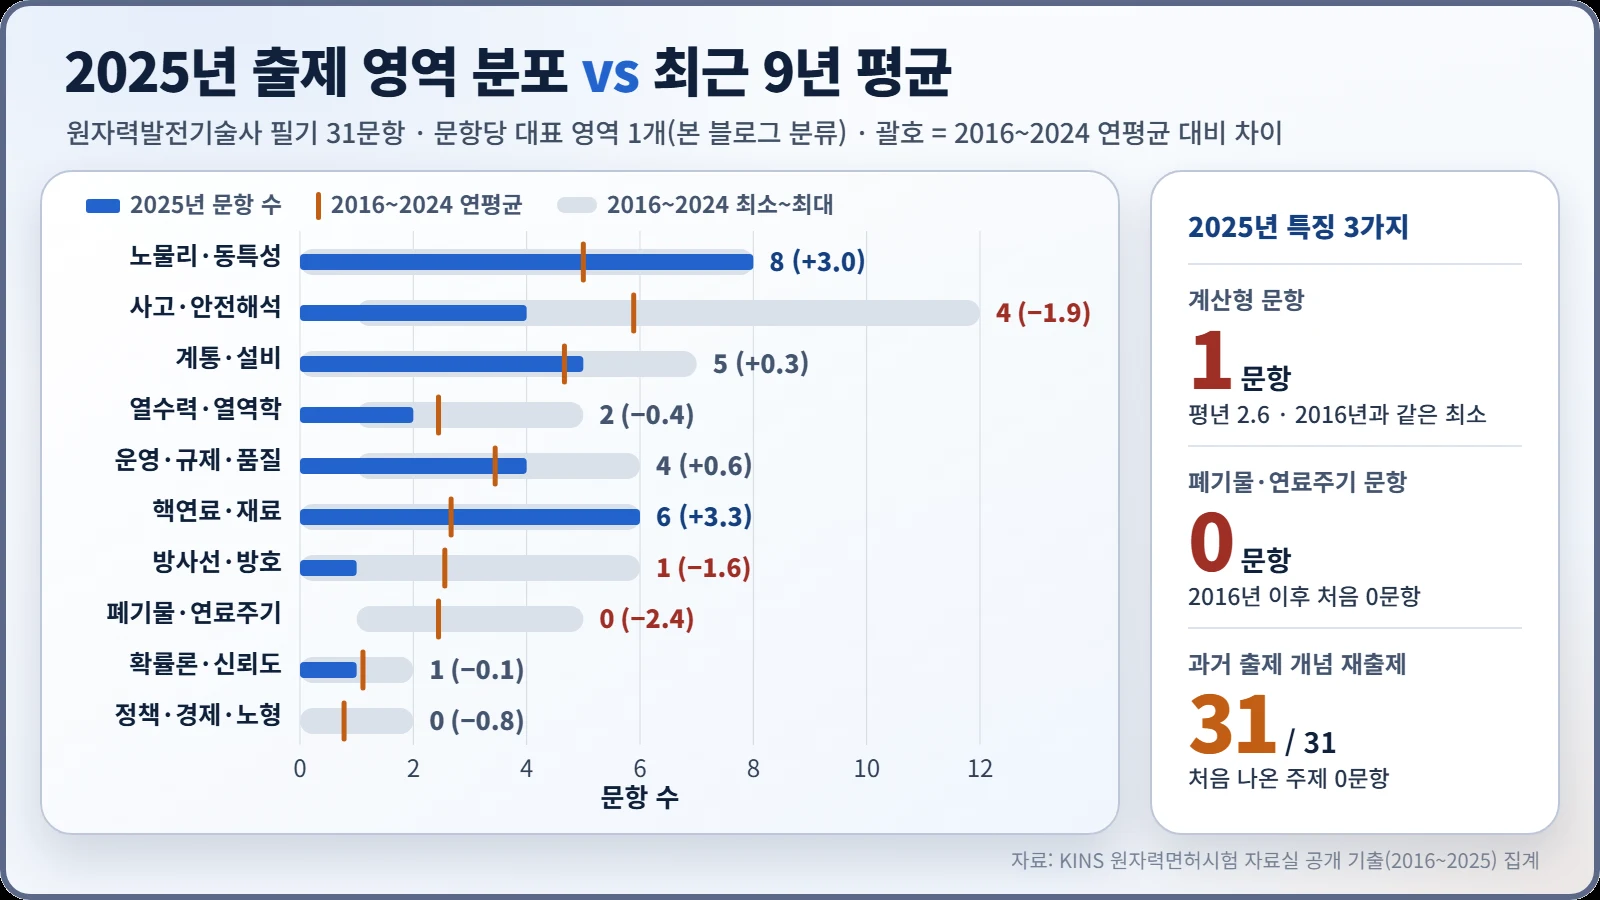 2025년 출제 영역 분포 vs 최근 9년 평균
원자력발전기술사 필기 31문항 · 문항당 대표 영역 1개(본 블로그 분류) · 괄호 = 2016~2024 연평균 대비 차이
2025년 문항 수
2016~2024 연평균
2016~2024 최소~최대
노물리·동특성
8 (+3.0)
사고·안전해석
4 (−1.9)
계통·설비
5 (+0.3)
열수력·열역학
2 (−0.4)
운영·규제·품질
4 (+0.6)
핵연료·재료
6 (+3.3)
방사선·방호
1 (−1.6)
폐기물·연료주기
0 (−2.4)
확률론·신뢰도
1 (−0.1)
정책·경제·노형
0 (−0.8)
0 2 4 6 8 10 12
문항 수
2025년 특징 3가지
계산형 문항
1 문항
평년 2.6 · 2016년과 같은 최소
폐기물·연료주기 문항
0 문항
2016년 이후 처음 0문항
과거 출제 개념 재출제
31 / 31
처음 나온 주제 0문항
자료: KINS 원자력면허시험 자료실 공개 기출(2016~2025) 집계